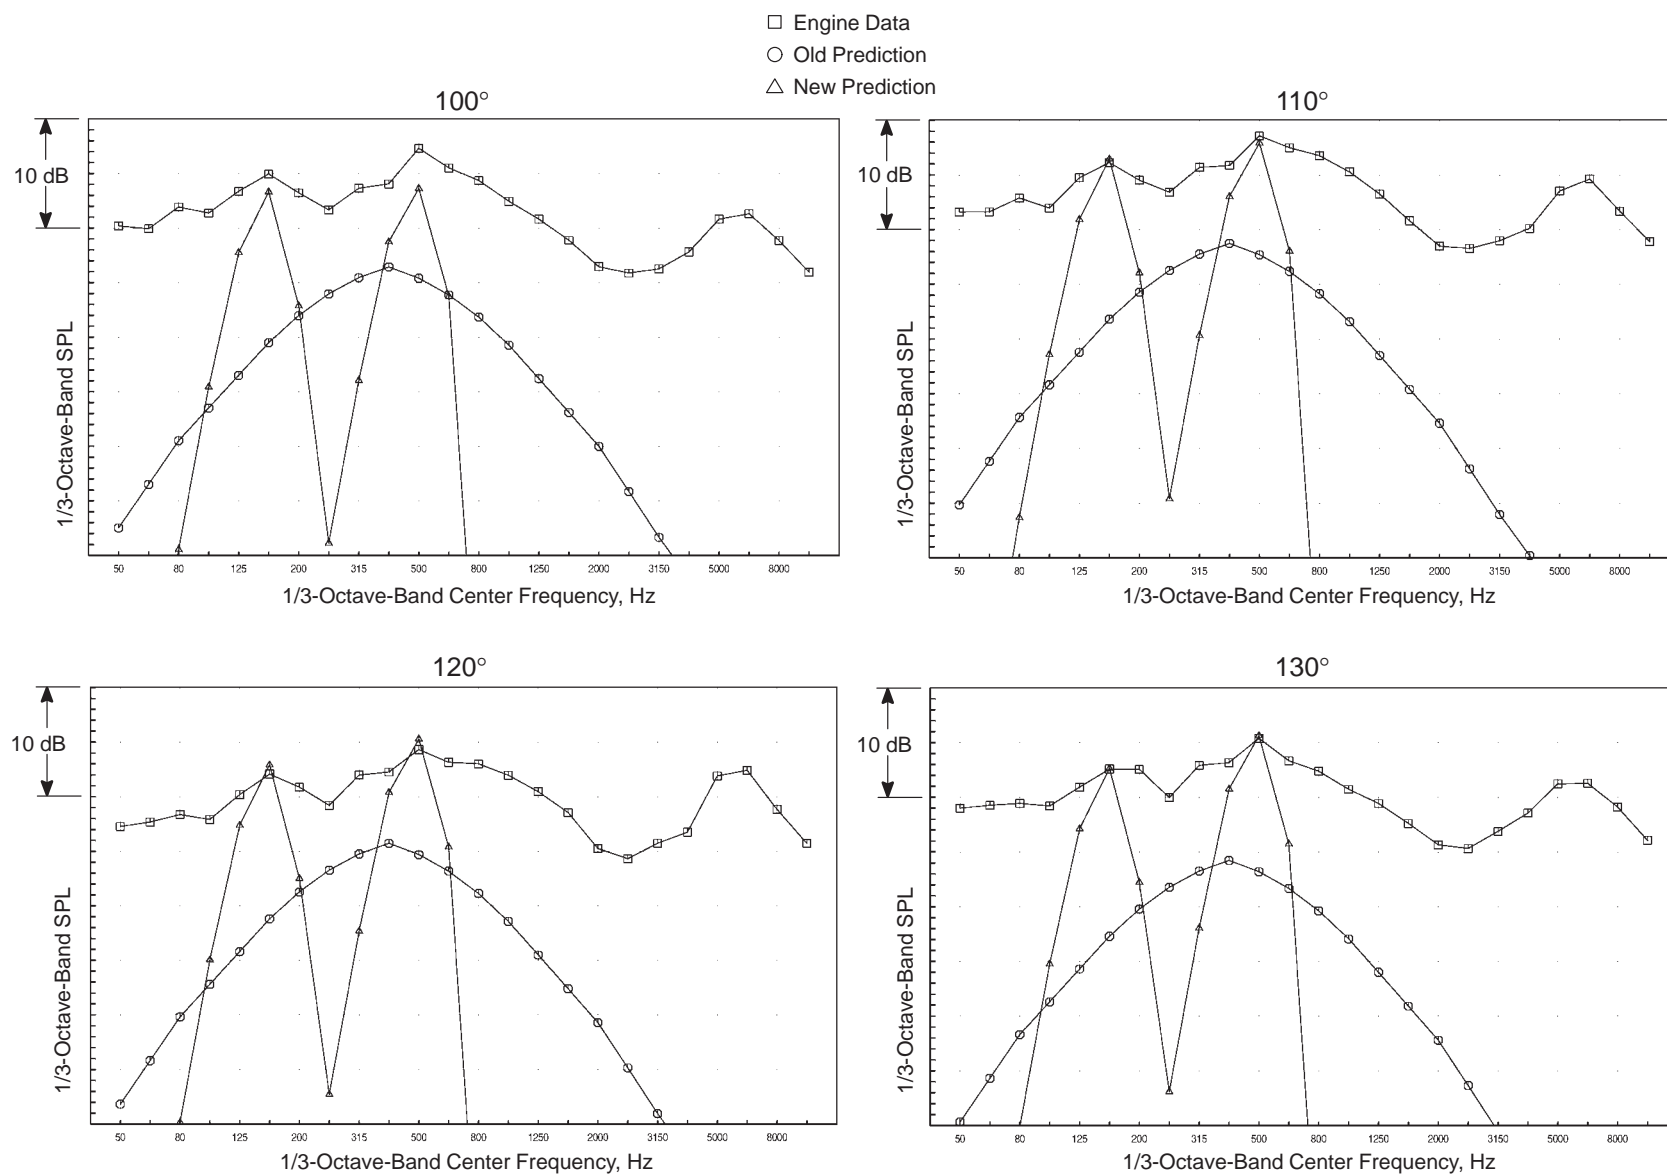 Engine Data
Old Prediction
New Prediction
100°
10 dB
1/3-Octave-Band SPL
50 80 125 200 315 500 800 1250 2000 3150 5000 8000
1/3-Octave-Band Center Frequency, Hz
110°
10 dB
1/3-Octave-Band SPL
50 80 125 200 315 500 800 1250 2000 3150 5000 8000
1/3-Octave-Band Center Frequency, Hz
120°
10 dB
1/3-Octave-Band SPL
50 80 125 200 315 500 800 1250 2000 3150 5000 8000
1/3-Octave-Band Center Frequency, Hz
130°
10 dB
1/3-Octave-Band SPL
50 80 125 200 315 500 800 1250 2000 3150 5000 8000
1/3-Octave-Band Center Frequency, Hz